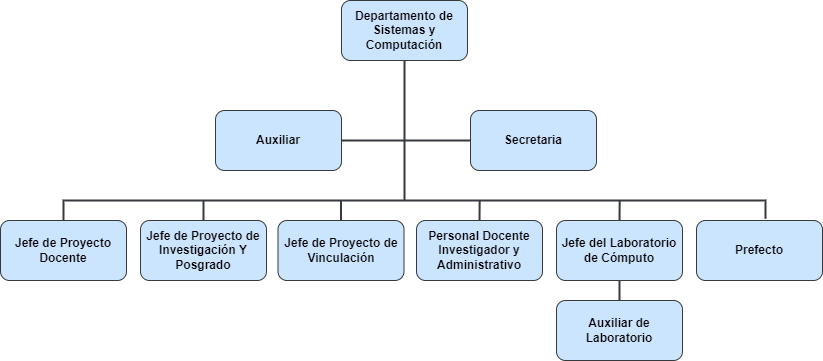 Departamento de
Sistemas y
Computación
Auxiliar
Secretaria
Jefe de Proyecto
Docente
Jefe de Proyecto de
Investigación Y
Posgrado
Jefe de Proyecto de
Vinculación
Personal Docente
Investigador y
Administrativo
Jefe del Laboratorio
de Cómputo
Prefecto
Auxiliar de
Laboratorio